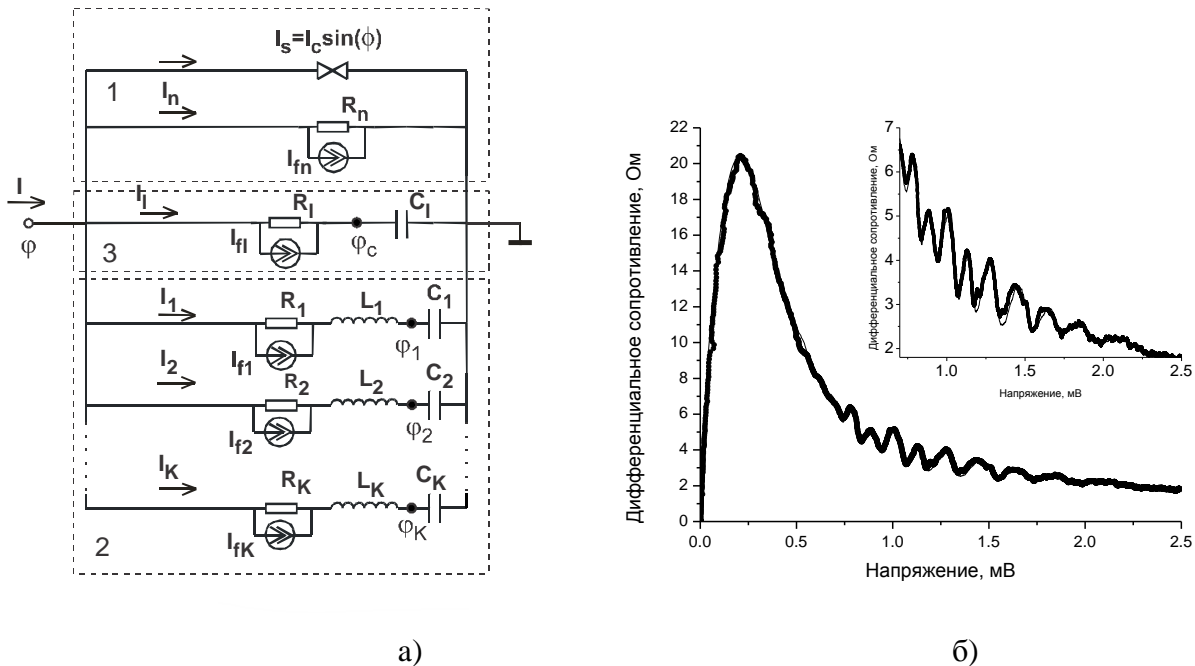 I_s=I_c sin(ϕ)
1
I_n
R_n
I_fn
I
φ
I_l
R_l
C_l
I_fl
φ_c
3
I_1
R_1
L_1
C_1
I_f1
φ_1
I_2
R_2
L_2
C_2
I_f2
φ_2
I_K
R_K
L_K
C_K
I_fK
φ_K
2
а)
Дифференциальное сопротивление, Ом
22
20
18
16
14
12
10
8
6
4
2
0
0.0
0.5
1.0
1.5
2.0
2.5
Напряжение, мВ
Дифференциальное сопротивление, Ом
7
6
5
4
3
2
1.0
1.5
2.0
2.5
Напряжение, мВ
б)